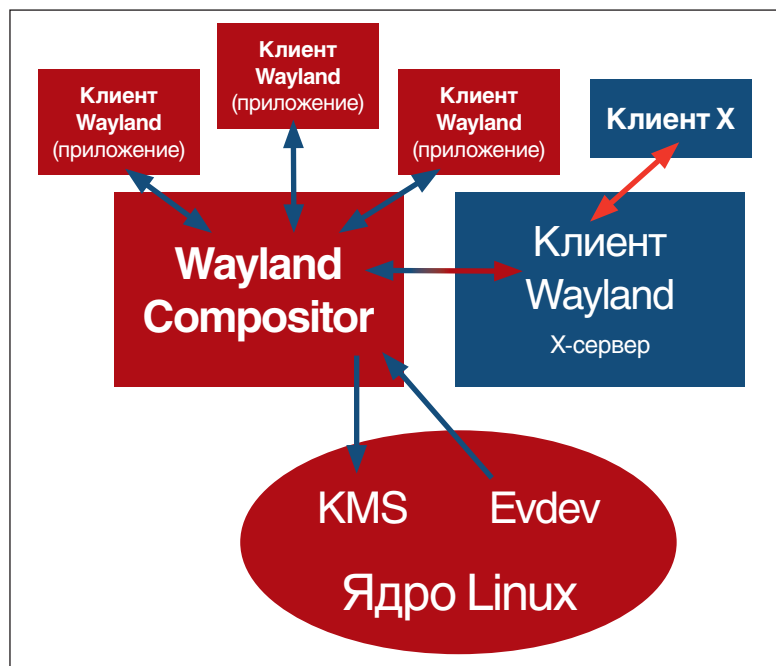 Клиент
Wayland
(приложение)
Клиент
Wayland
(приложение)
Клиент
Wayland
(приложение)
Клиент X
Wayland
Compositor
Клиент
Wayland
X-сервер
KMS
Evdev
Ядро Linux